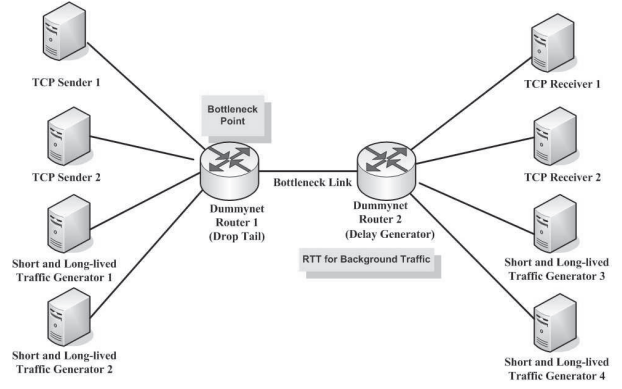 TCP Sender 1
TCP Receiver 1
Bottleneck
Point
TCP Sender 2
Bottleneck Link
TCP Receiver 2
Dummynet
Router 1
(Drop Tail)
Dummynet
Router 2
(Delay Generator)
Short and Long-lived
Traffic Generator 1
RTT for Background Traffic
Short and Long-lived
Traffic Generator 3
Short and Long-lived
Traffic Generator 2
Short and Long-lived
Traffic Generator 4